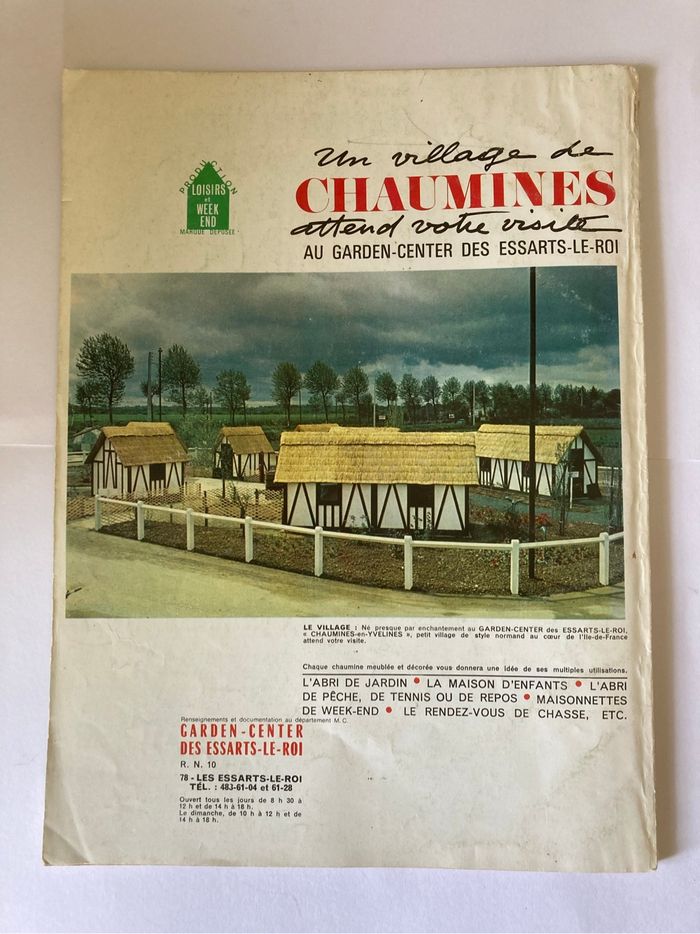 PRODUCTION
LOISIRS
et
WEEK
END
MARQUE DEPOSEE
Un village de
CHAUMINES
attend votre visite
AU GARDEN-CENTER DES ESSARTS-LE-ROI
LE VILLAGE : Né presque par enchantement au GARDEN-CENTER des ESSARTS-LE-ROI,
« CHAUMINES-en-YVELINES », petit village de style normand au cœur de l'Ile-de-France
attend votre visite.
Chaque chaumine meublée et décorée vous donnera une idée de ses multiples utilisations.
L'ABRI DE JARDIN • LA MAISON D'ENFANTS • L'ABRI
DE PÊCHE, DE TENNIS OU DE REPOS • MAISONNETTES
DE WEEK-END • LE RENDEZ-VOUS DE CHASSE, ETC.
Renseignements et documentation au département M.C.
GARDEN-CENTER
DES ESSARTS-LE-ROI
R. N. 10
78 - LES ESSARTS-LE-ROI
TÉL. : 483-61-04 et 61-28
Ouvert tous les jours de 8 h 30 à
12 h et de 14 h à 18 h.
Le dimanche, de 10 h à 12 h et de
14 h à 18 h.